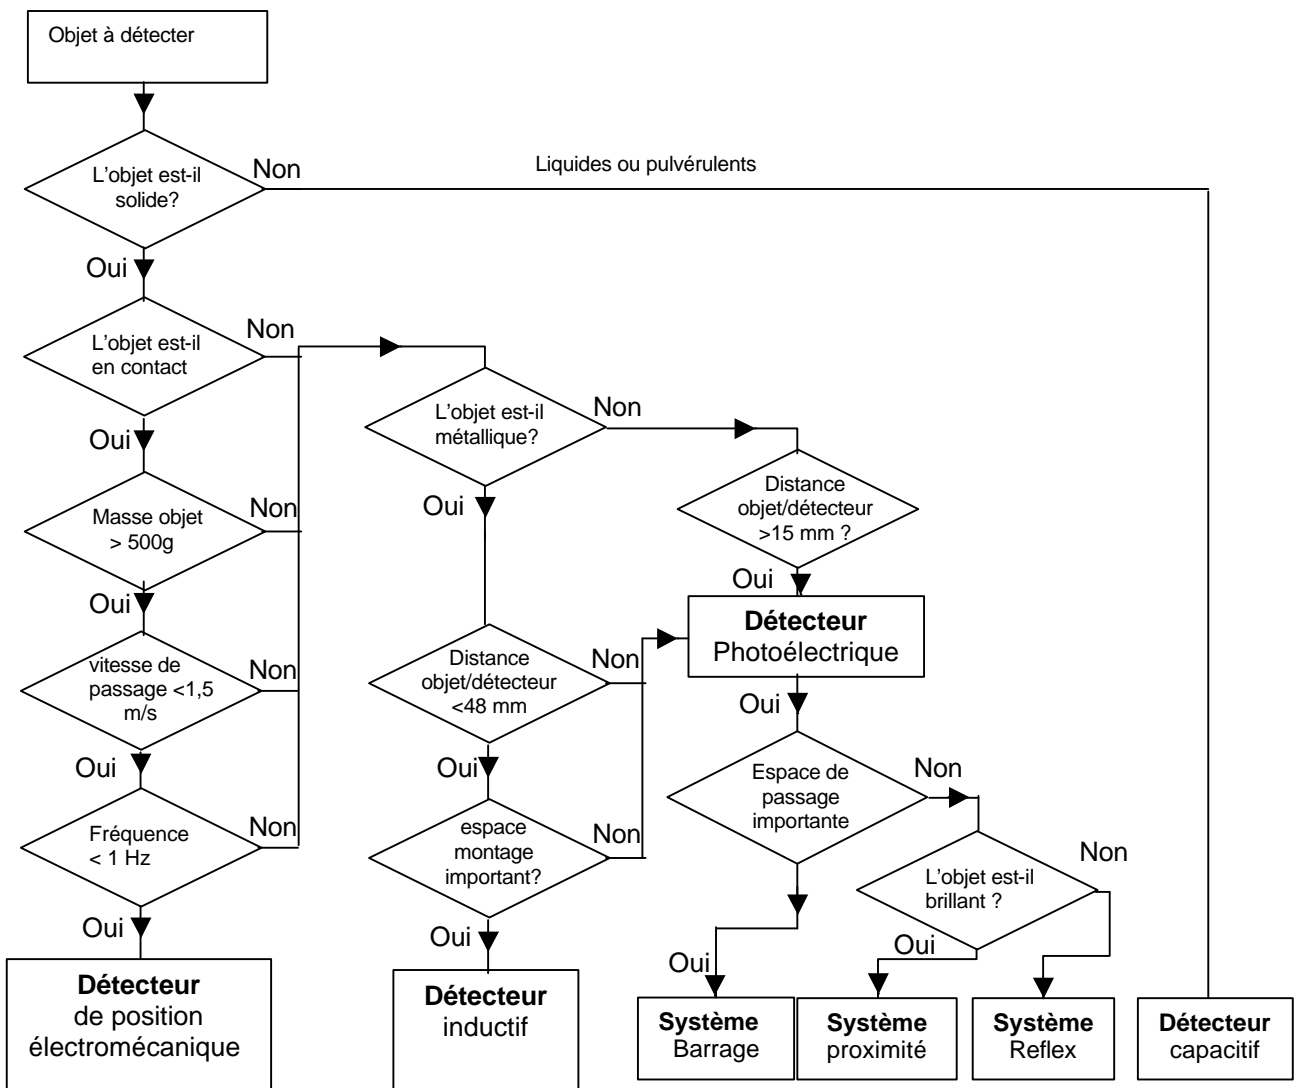 Objet à détecter
L'objet est-il
solide?
Non
Liquides ou pulvérulents
Oui
L'objet est-il
en contact
Non
Oui
Masse objet
> 500g
Non
Oui
vitesse de
passage <1,5
m/s
Non
Oui
Fréquence
< 1 Hz
Non
Oui
Détecteur
de position
électromécanique
L'objet est-il
métallique?
Non
Oui
Distance
objet/détecteur
<48 mm
Non
Oui
espace
montage
important?
Non
Oui
Détecteur
inductif
Distance
objet/détecteur
>15 mm ?
Oui
Détecteur
Photoélectrique
Oui
Espace de
passage
importante
Non
Oui
L'objet est-il
brillant ?
Non
Oui
Système
Barrage
Système
proximité
Système
Reflex
Détecteur
capacitif